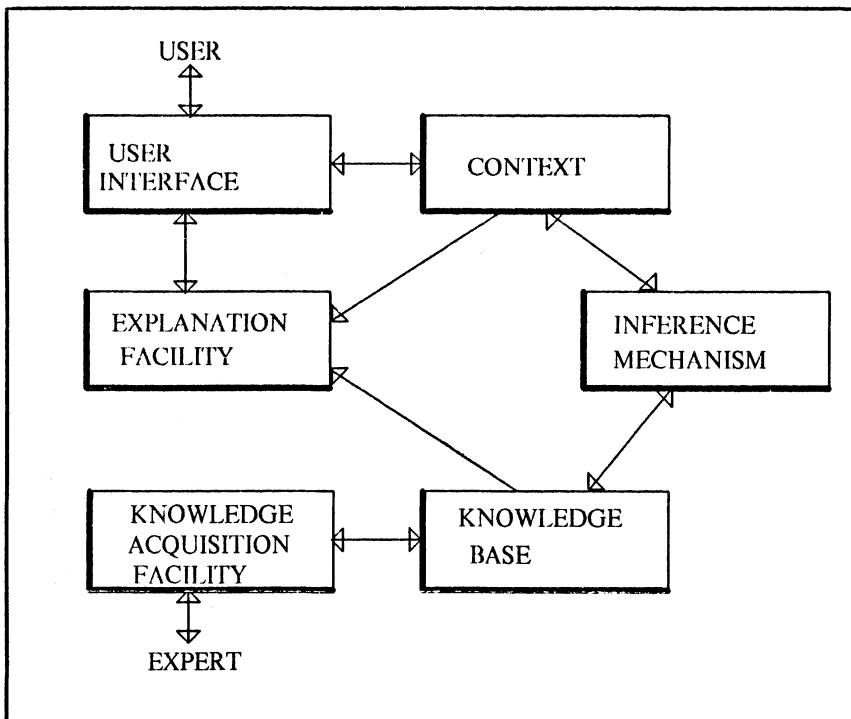 USER
USER
INTERFACE
CONTEXT
EXPLANATION
FACILITY
INFERENCE
MECHANISM
KNOWLEDGE
ACQUISITION
FACILITY
KNOWLEDGE
BASE
EXPERT